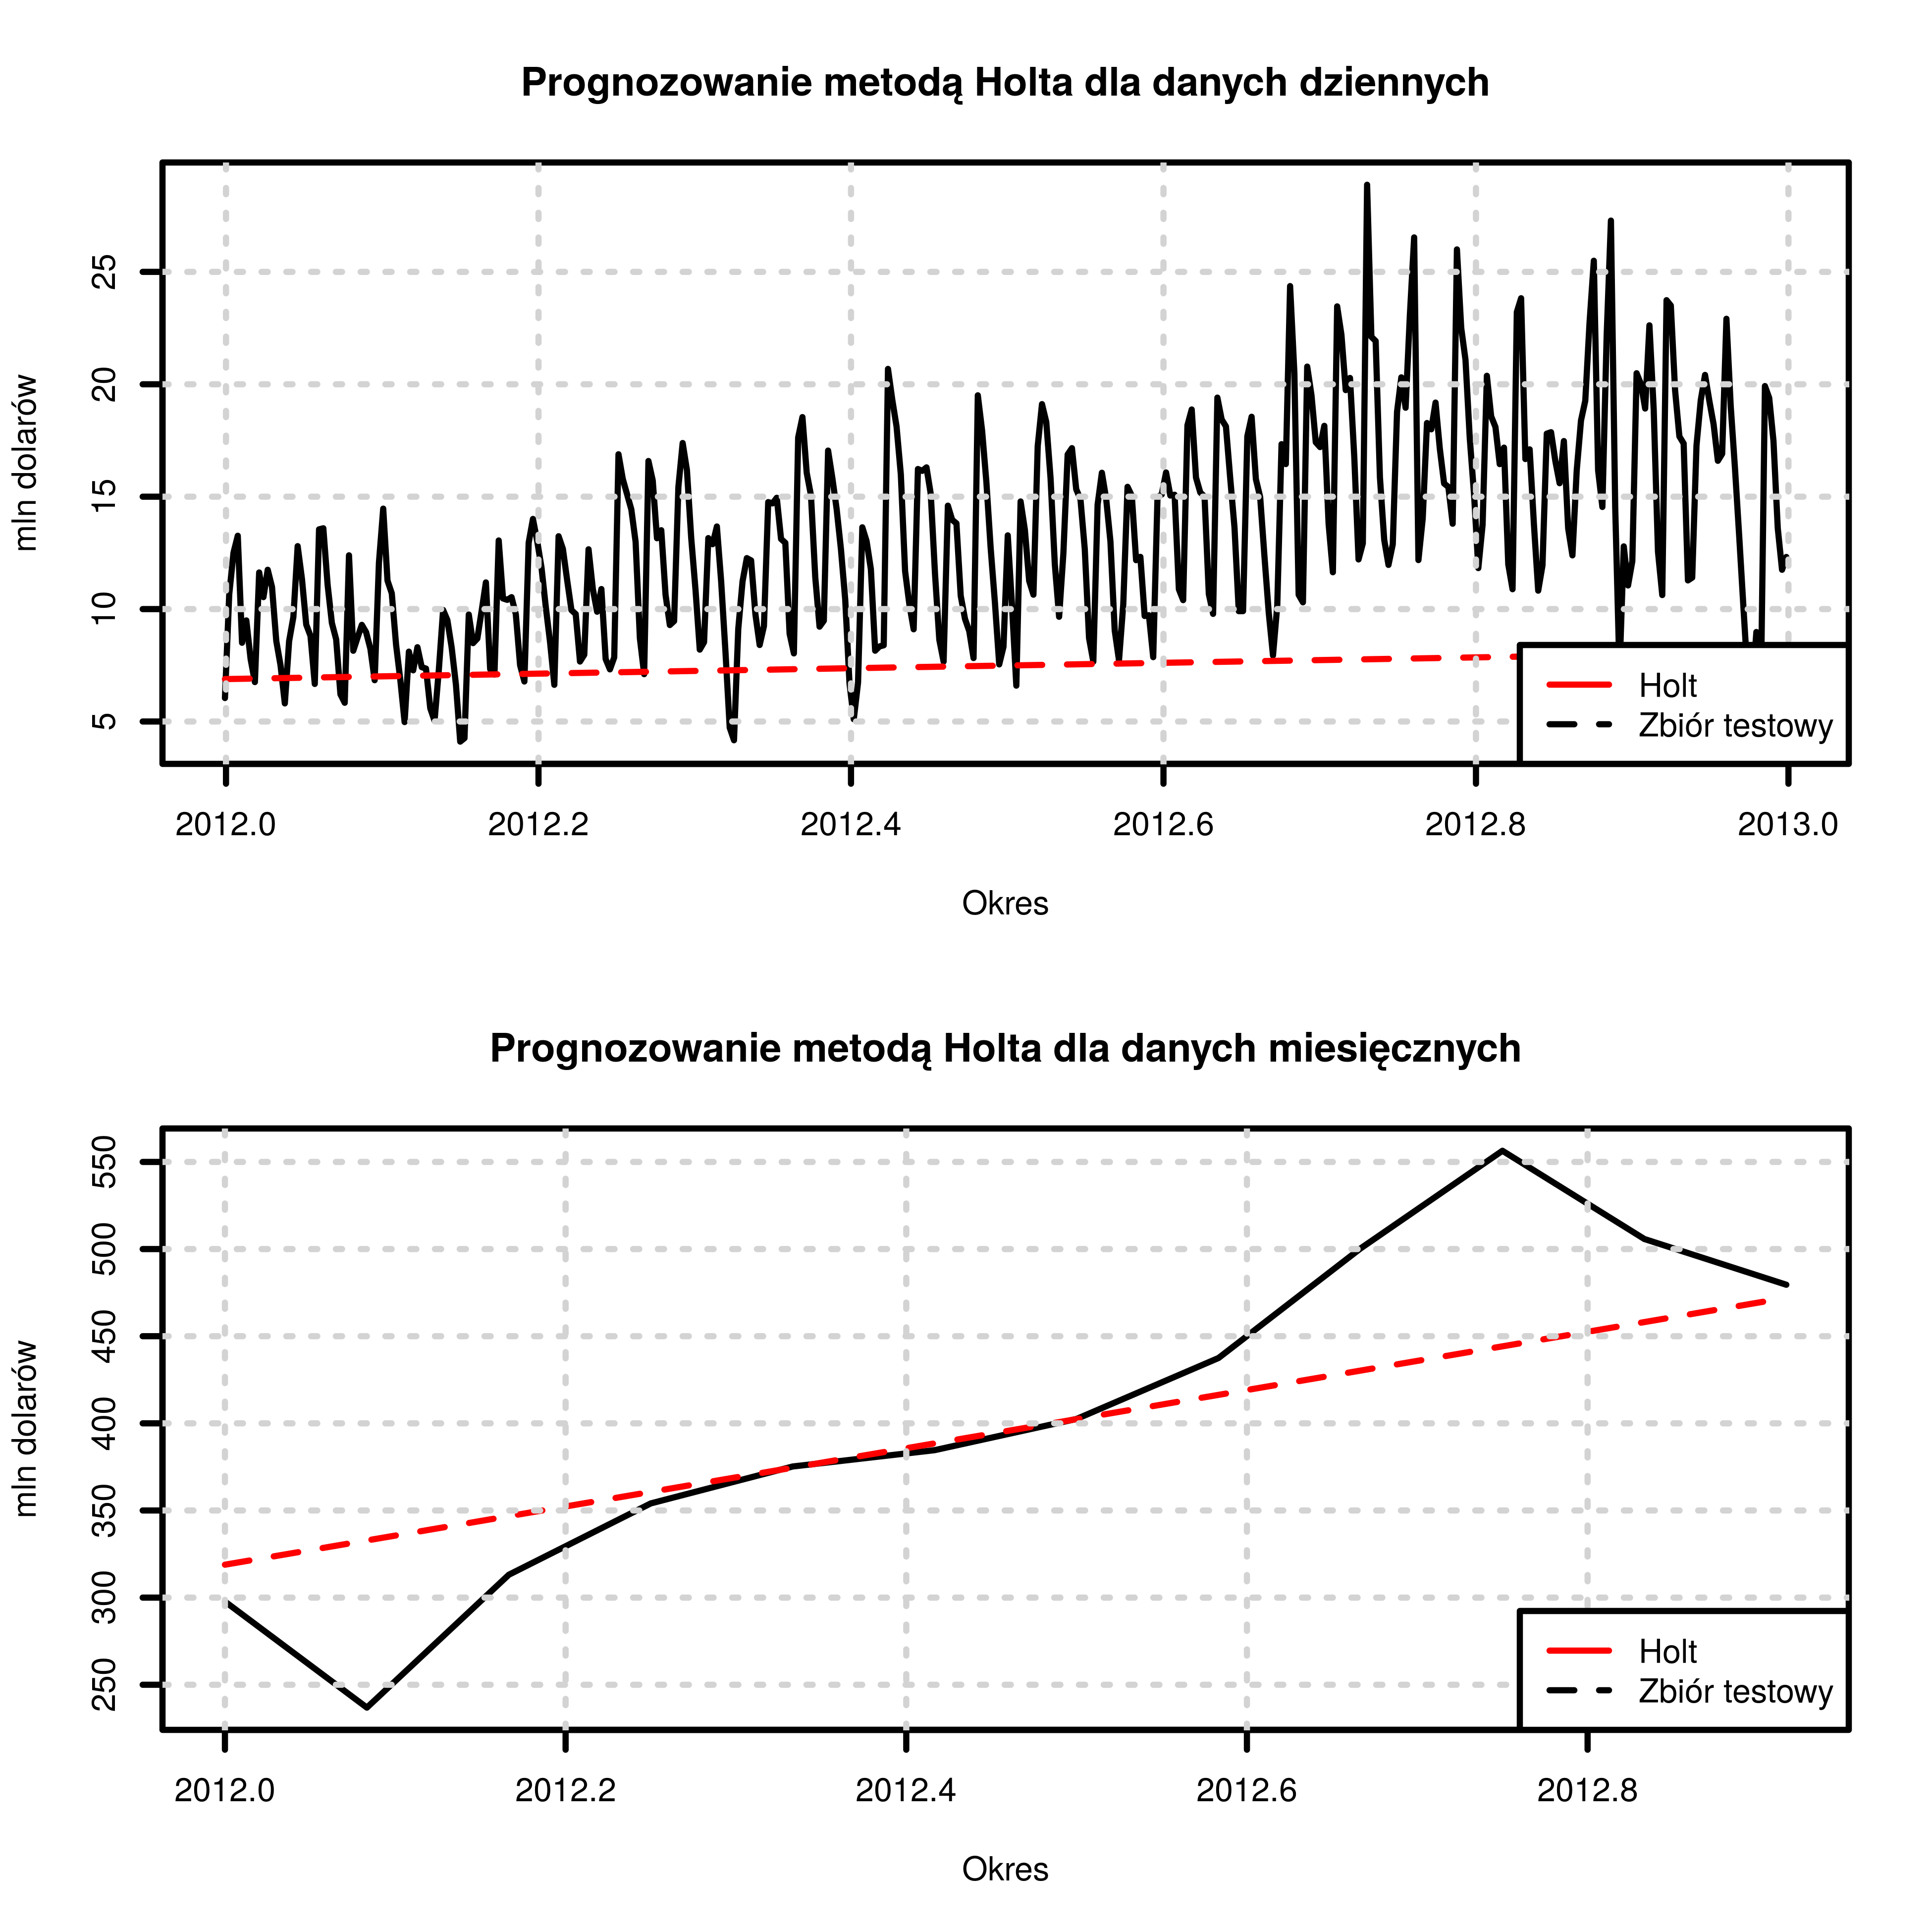 Prognozowanie metodą Holta dla danych dziennych
mln dolarów
25
20
15
10
5
Holt
Zbiór testowy
2012.0 2012.2 2012.4 2012.6 2012.8 2013.0
Okres
Prognozowanie metodą Holta dla danych miesięcznych
mln dolarów
550
500
450
400
350
300
250
Holt
Zbiór testowy
2012.0 2012.2 2012.4 2012.6 2012.8
Okres